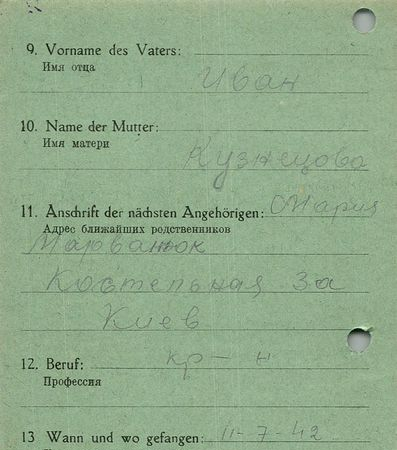 9. Vorname des Vaters:
Имя отца
Иван
10. Name der Mutter:
Имя матери
Кузнецова
11. Anschrift der nächsten Angehörigen: Мария
Адрес ближайших родственников
Костельная 3а
Киев
12. Beruf: кр-н
Профессия
13 Wann und wo gefangen: 11-7-42